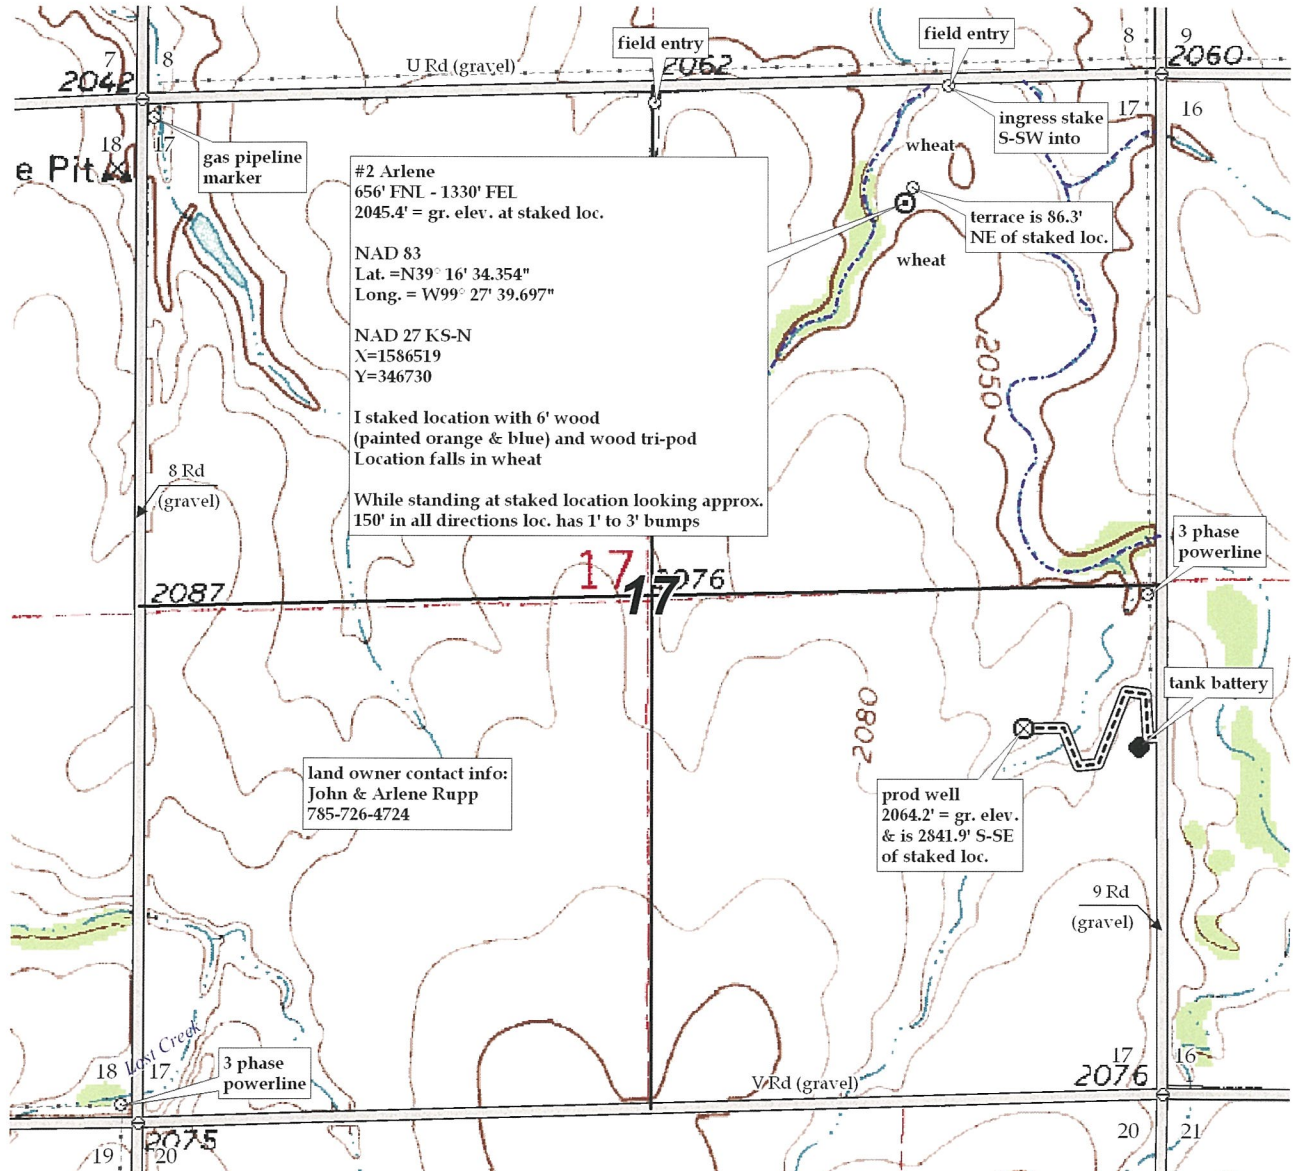 7
8
2042
U Rd (gravel)
field entry
2062
field entry
8
9
2060
18
17
gas pipeline
marker
e Pit
ingress stake
S-SW into
17
16
wheat
terrace is 86.3'
NE of staked loc.
wheat
#2 Arlene
656' FNL - 1330' FEL
2045.4' = gr. elev. at staked loc.
NAD 83
Lat. =N39° 16' 34.354"
Long. = W99° 27' 39.697"
NAD 27 KS-N
X=1586519
Y=346730
I staked location with 6' wood
(painted orange & blue) and wood tri-pod
Location falls in wheat
While standing at staked location looking approx.
150' in all directions loc. has 1' to 3' bumps
2050
8 Rd
(gravel)
3 phase
powerline
17
2076
2087
17
tank battery
2080
land owner contact info:
John & Arlene Rupp
785-726-4724
prod well
2064.2' = gr. elev.
& is 2841.9' S-SE
of staked loc.
9 Rd
(gravel)
Lost Creek
18
17
3 phase
powerline
V Rd (gravel)
17
16
2076
2075
19
20
20
21